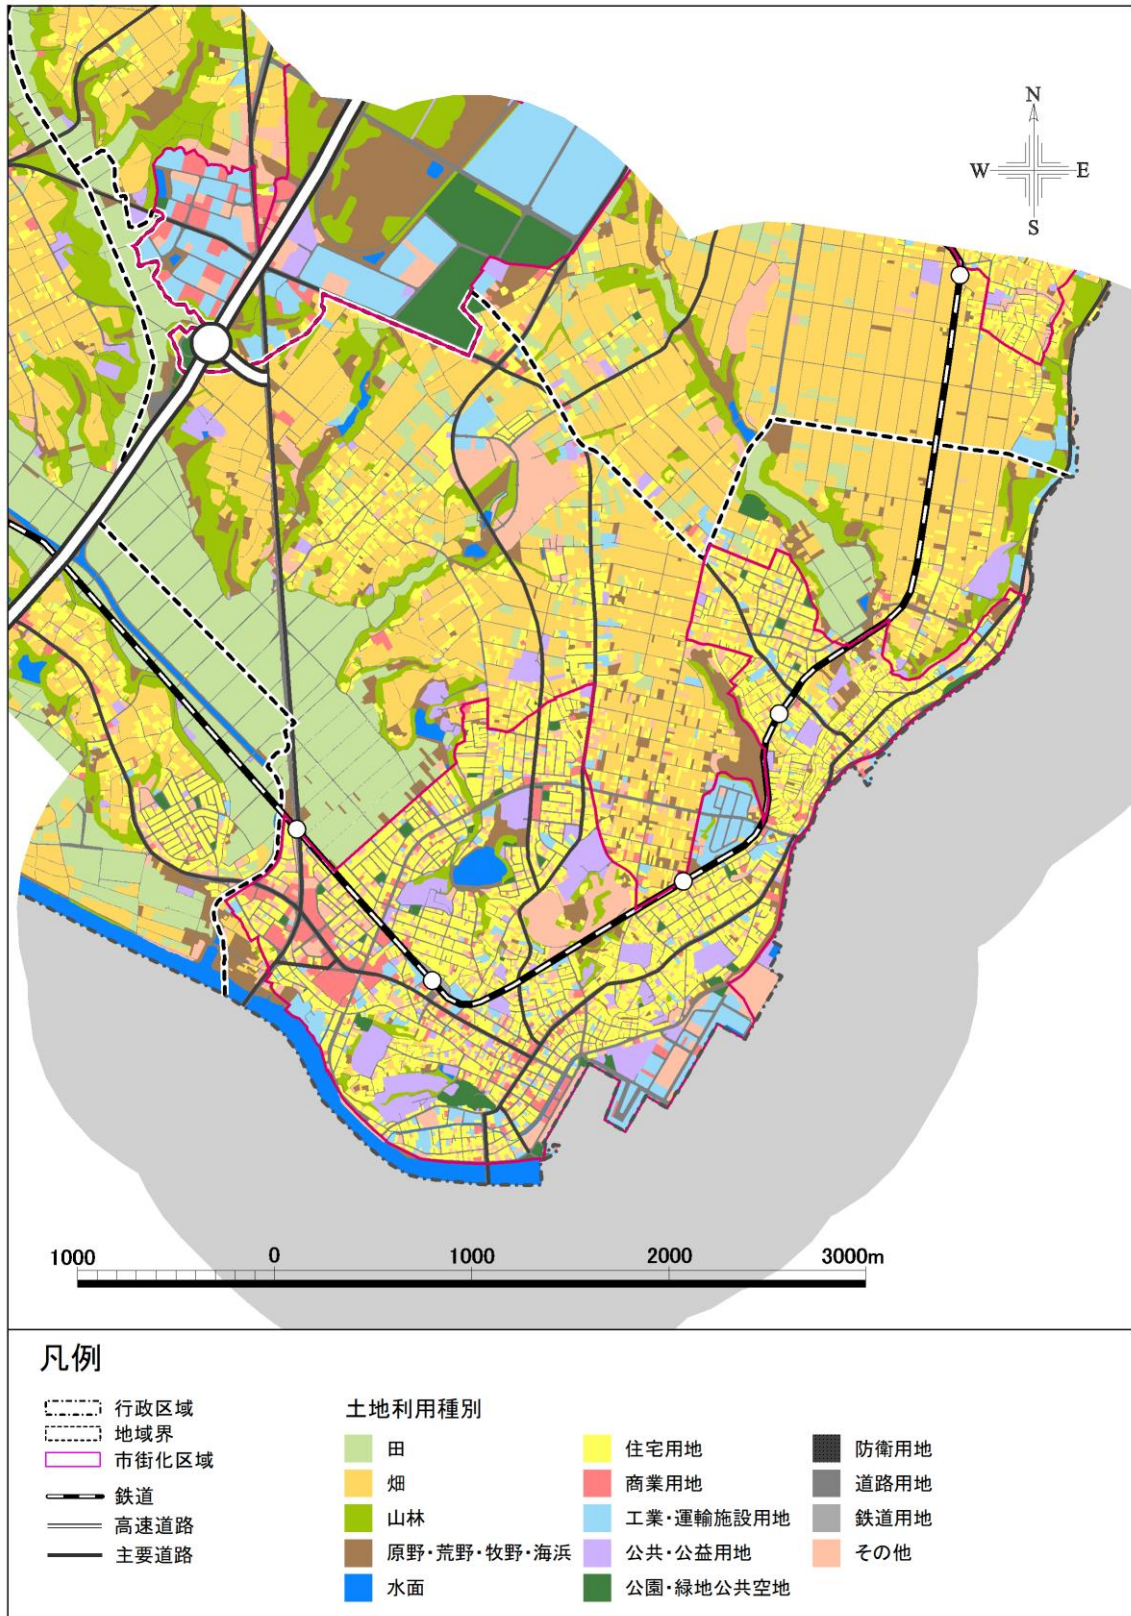 N
W E
S
1000 0 1000 2000 3000m
凡例
行政区域
地域界
市街化区域
鉄道
高速道路
主要道路
土地利用種別
田
畑
山林
原野・荒野・牧野・海浜
水面
住宅用地
商業用地
工業・運輸施設用地
公共・公益用地
公園・緑地公共空地
防衛用地
道路用地
鉄道用地
その他